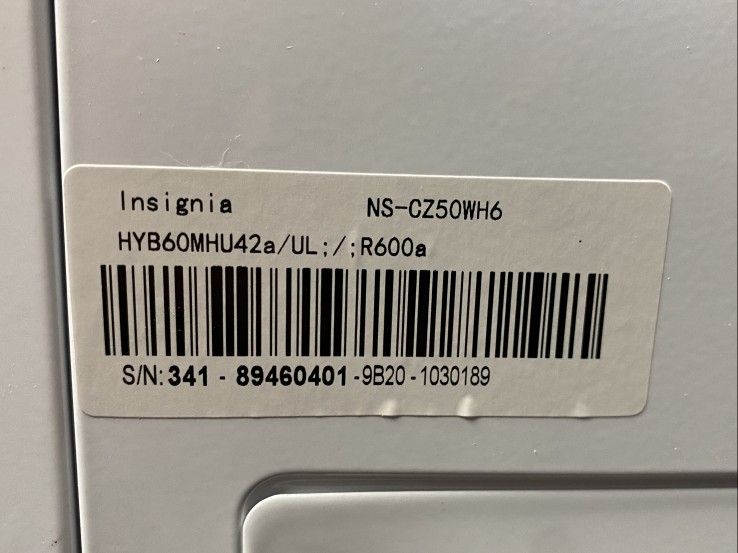 Insignia NS-CZ50WH6
HYB60MHU42a/UL;/;R600a
S/N: 341 - 89460401 -9B20 -1030189